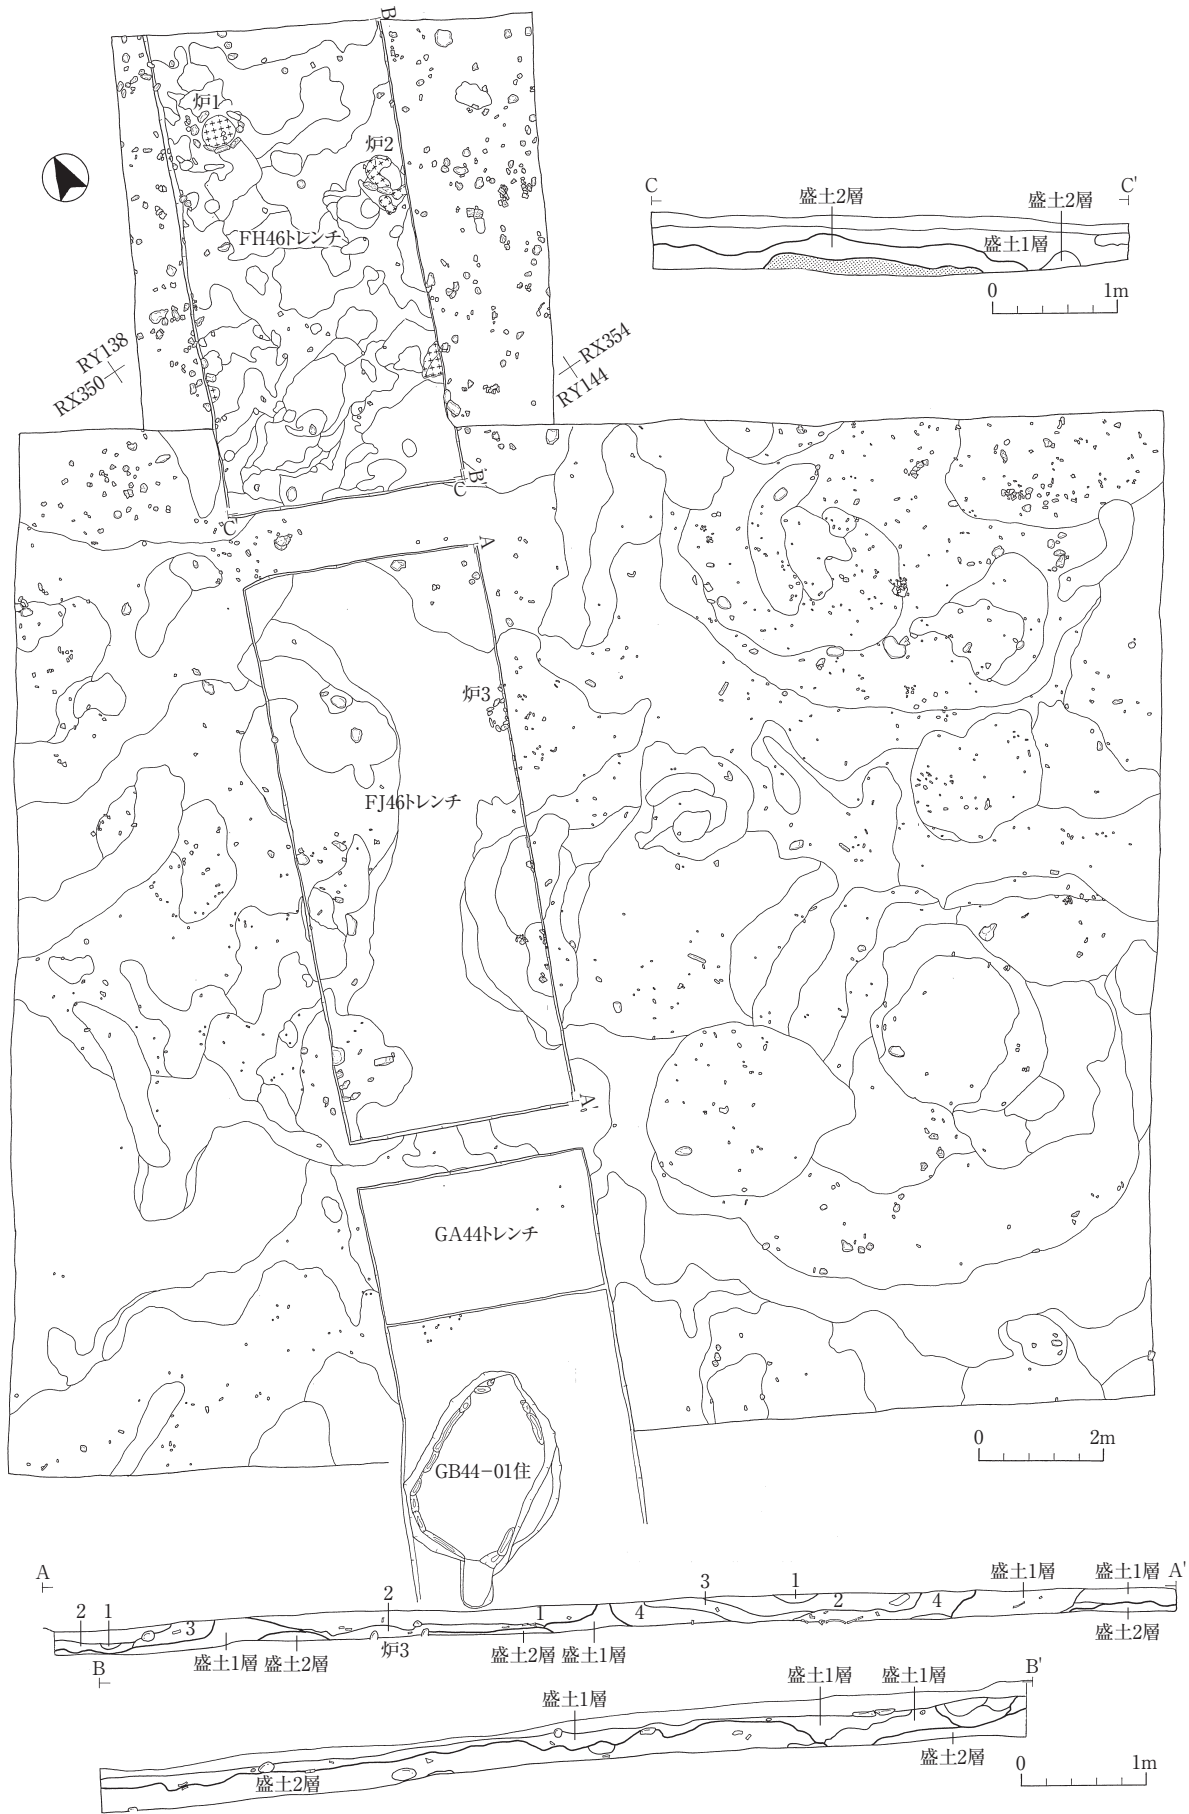 B
炉1
炉2
FH46トレンチ
C
C'
盛土2層
盛土2層
盛土1層
0 1m
RY138
RX350
RX354
RY144
B'
C
C'
A
炉3
FJ46トレンチ
A'
GA44トレンチ
GB44−01住
0 2m
A
A'
2 1
3
2
1
4
3
1
2
4
盛土1層
盛土1層
盛土1層
盛土2層
炉3
盛土2層
盛土1層
盛土2層
B
B'
盛土1層
盛土1層
盛土1層
盛土2層
盛土2層
0 1m